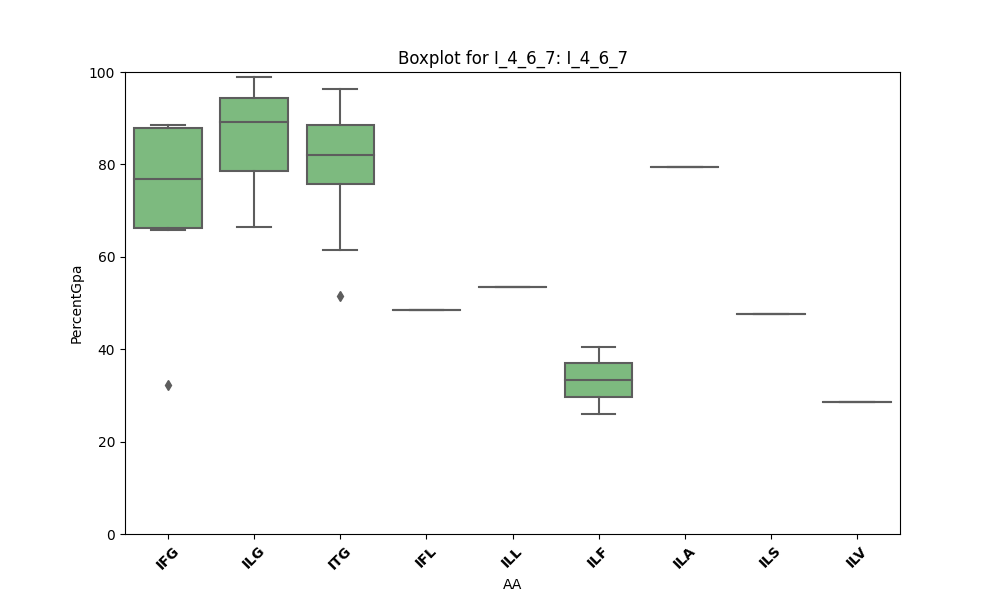 Boxplot for I_4_6_7: I_4_6_7
100
80
60
40
20
0
PercentGpa
IFG ILG ITG IFL ILL ILF ILA ILS ILV
AA